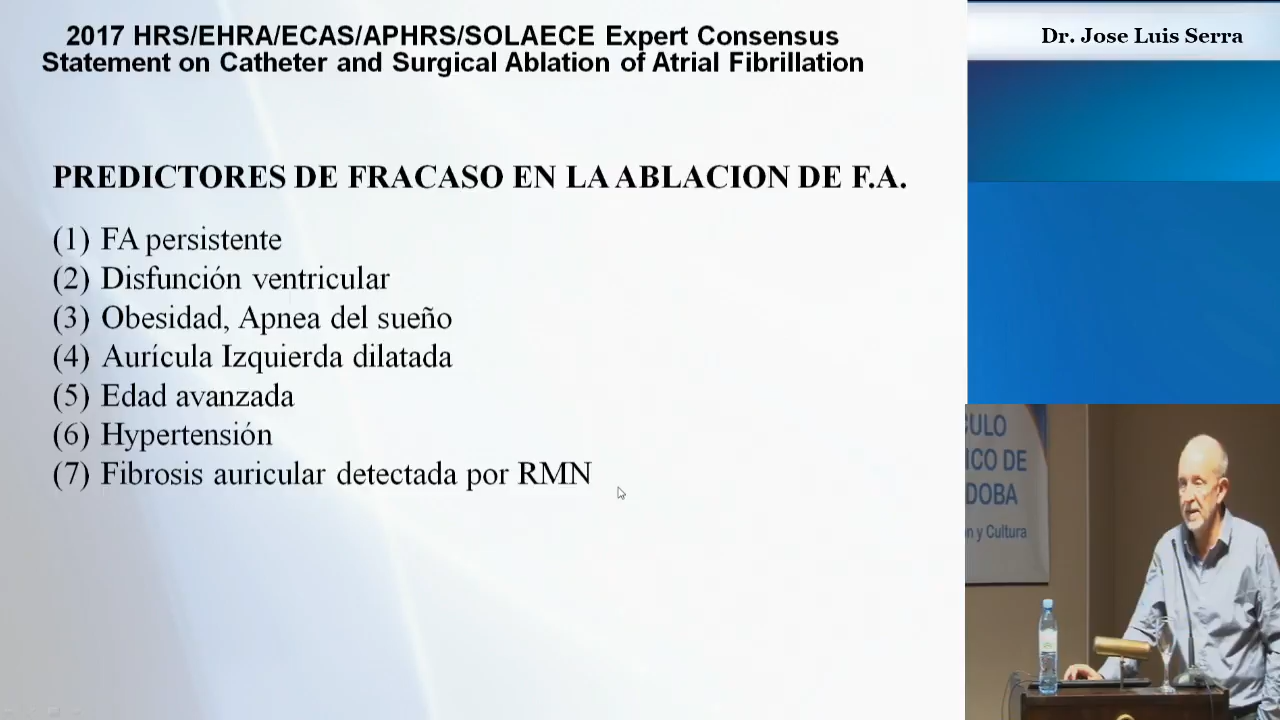 2017 HRS/EHRA/ECAS/APHRS/SOLAECE Expert Consensus
Statement on Catheter and Surgical Ablation of Atrial Fibrillation
PREDICTORES DE FRACASO EN LA ABLACION DE F.A.
(1) FA persistente
(2) Disfunción ventricular
(3) Obesidad, Apnea del sueño
(4) Aurícula Izquierda dilatada
(5) Edad avanzada
(6) Hypertensión
(7) Fibrosis auricular detectada por RMN
Dr. Jose Luis Serra
CULO
ICO DE
DOBA
n y Cultura